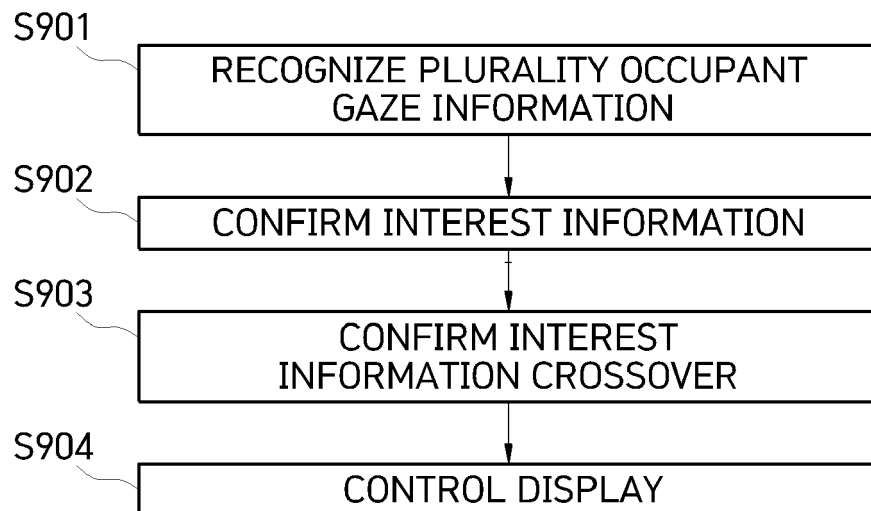 S901
RECOGNIZE PLURALITY OCCUPANT
GAZE INFORMATION
S902
CONFIRM INTEREST INFORMATION
S903
CONFIRM INTEREST
INFORMATION CROSSOVER
S904
CONTROL DISPLAY